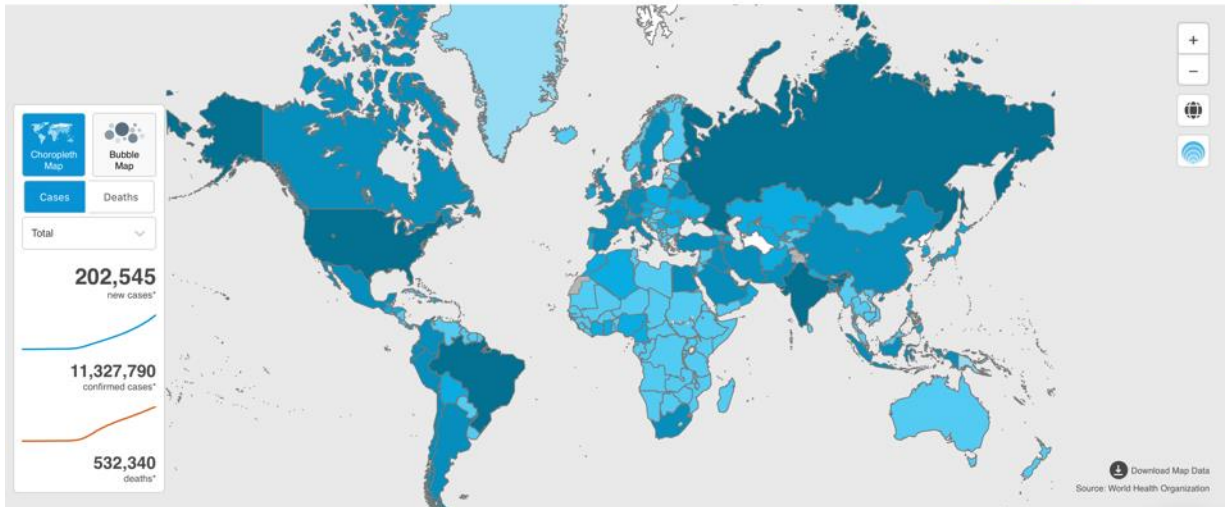 Choropleth
Map
Bubble
Map
Cases
Deaths
Total
202,545
new cases*
11,327,790
confirmed cases*
532,340
deaths*
+
−
Download Map Data
Source: World Health Organization